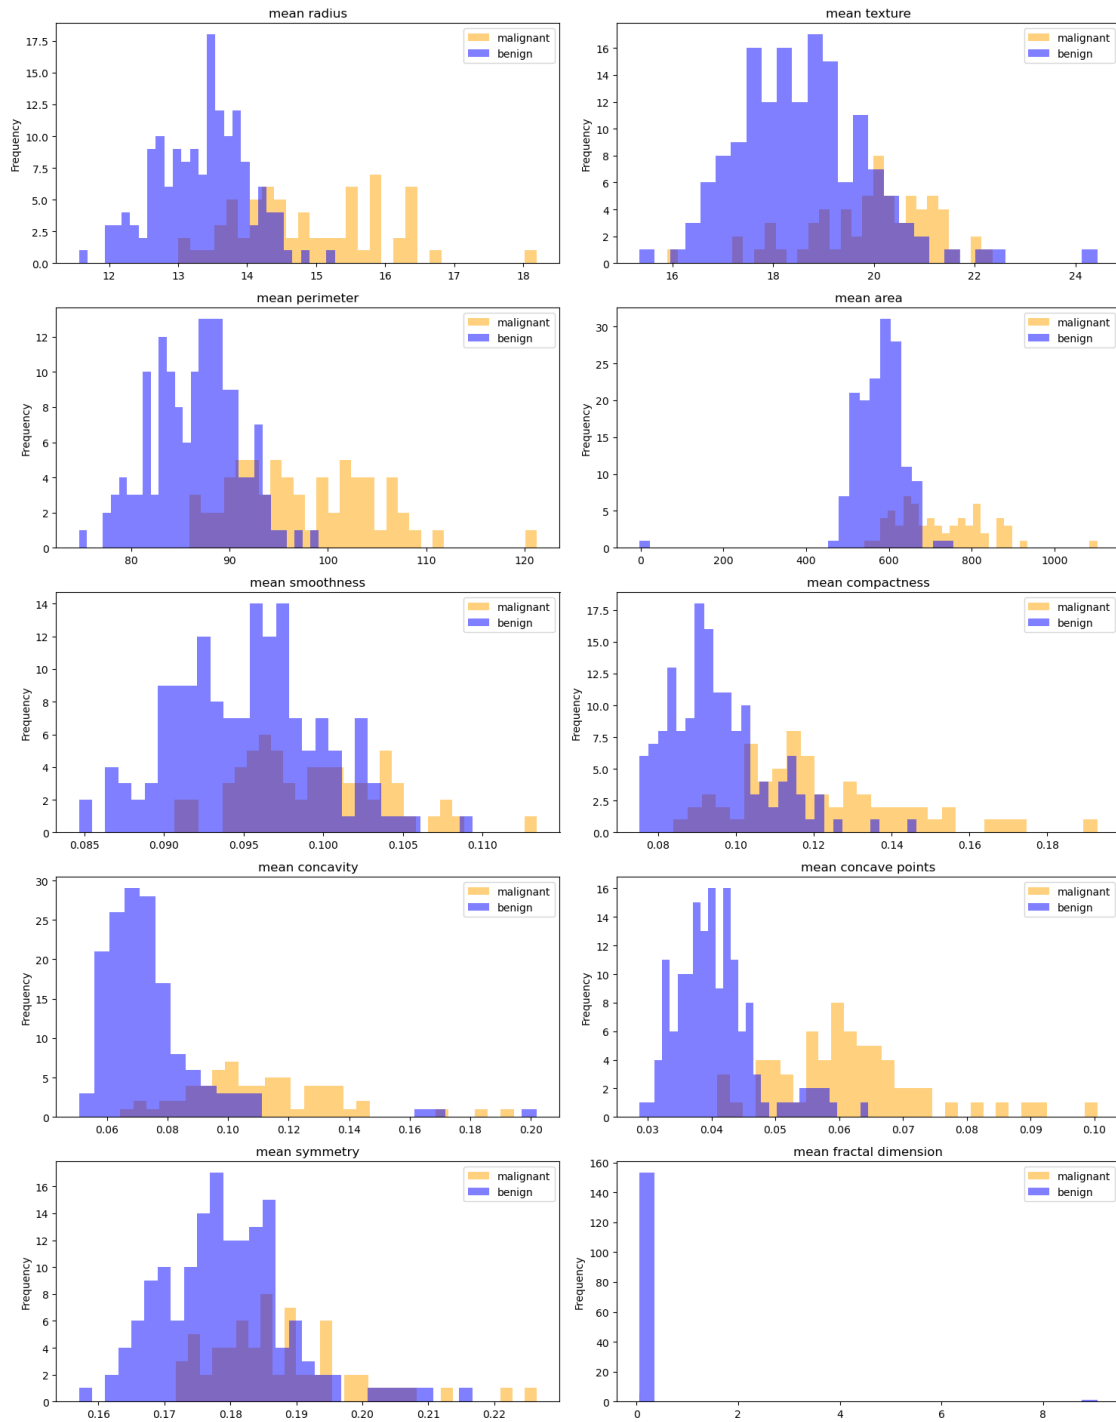 mean radius
malignant
benign
Frequency
17.5
15.0
12.5
10.0
7.5
5.0
2.5
0.0
12 13 14 15 16 17 18
mean texture
malignant
benign
Frequency
16
14
12
10
8
6
4
2
0
16 18 20 22 24
mean perimeter
malignant
benign
Frequency
12
10
8
6
4
2
0
80 90 100 110 120
mean area
malignant
benign
Frequency
30
25
20
15
10
5
0
0 200 400 600 800 1000
mean smoothness
malignant
benign
Frequency
14
12
10
8
6
4
2
0
0.085 0.090 0.095 0.100 0.105 0.110
mean compactness
malignant
benign
Frequency
17.5
15.0
12.5
10.0
7.5
5.0
2.5
0.0
0.08 0.10 0.12 0.14 0.16 0.18
mean concavity
malignant
benign
Frequency
30
25
20
15
10
5
0
0.06 0.08 0.10 0.12 0.14 0.16 0.18 0.20
mean concave points
malignant
benign
Frequency
16
14
12
10
8
6
4
2
0
0.03 0.04 0.05 0.06 0.07 0.08 0.09 0.10
mean symmetry
malignant
benign
Frequency
16
14
12
10
8
6
4
2
0
0.16 0.17 0.18 0.19 0.20 0.21 0.22
mean fractal dimension
malignant
benign
Frequency
160
140
120
100
80
60
40
20
0
0 2 4 6 8